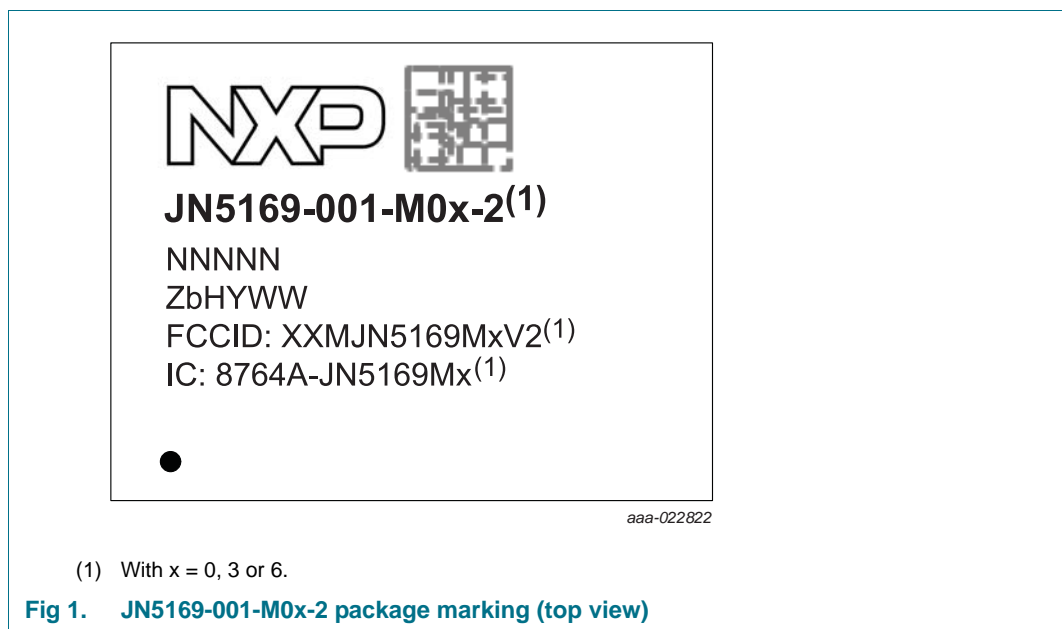 NXP
JN5169-001-M0x-2(1)
NNNNN
ZbHYWW
FCCID: XXMJN5169MxV2(1)
IC: 8764A-JN5169Mx(1)
aaa-022822
(1) With x = 0, 3 or 6.
Fig 1. JN5169-001-M0x-2 package marking (top view)